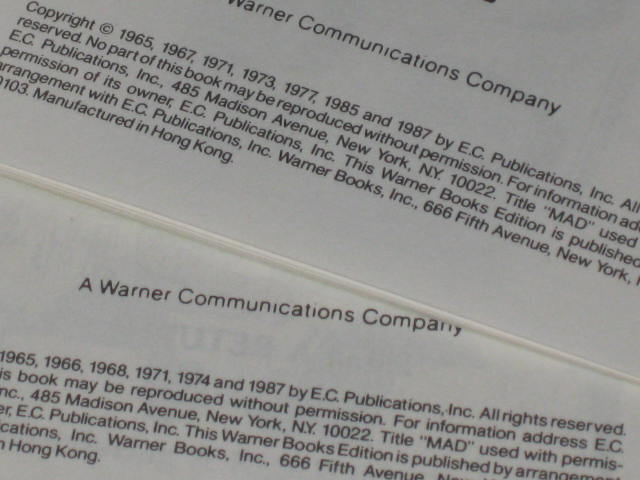 Warner Communications Company
Copyright © 1965, 1967, 1971, 1973, 1977, 1985 and 1987 by E.C. Publications, Inc. All
reserved. No part of this book may be reproduced without permission. For information
E.C. Publications, Inc., 485 Madison Avenue, New York, N.Y. 10022. Title "MAD" used
permission of its owner, E.C. Publications, Inc. This Warner Books Edition is published
arrangement with E.C. Publications, Inc. Warner Books, Inc., 666 Fifth Avenue, New York,
0103. Manufactured in Hong Kong.
A Warner Communications Company
1965, 1966, 1968, 1971, 1974 and 1987 by E.C. Publications, Inc. All rights reserved.
is book may be reproduced without permission. For information address E.C.
nc., 485 Madison Avenue, New York, N.Y. 10022. Title "MAD" used with permis-
er, E.C. Publications, Inc. This Warner Books Edition is published by arrangement
cations, Inc. Warner Books, Inc., 666 Fifth Avenue,
n Hong Kong.